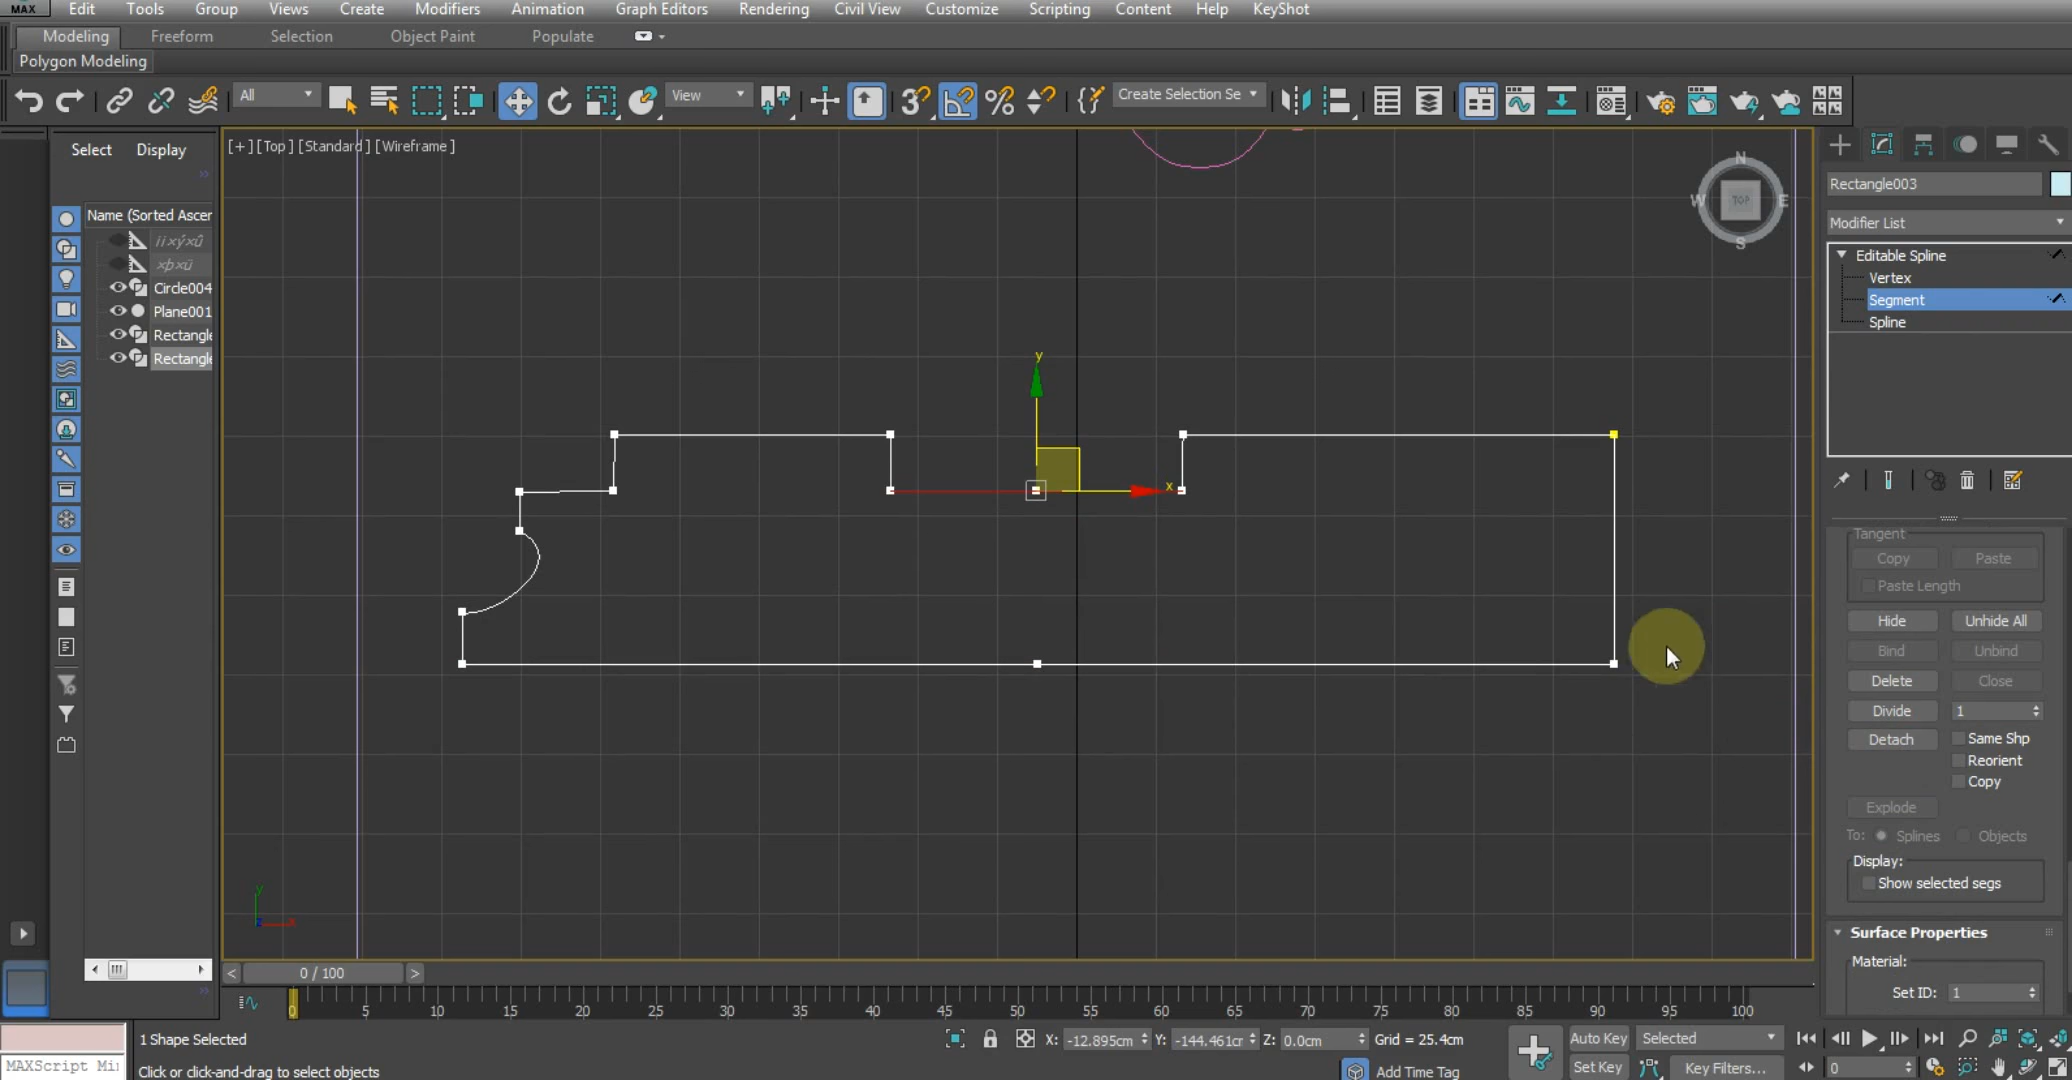 MAX Edit Tools Group Views Create Modifiers Animation Graph Editors Rendering Civil View Customize Scripting Content Help KeyShot
Modeling Freeform Selection Object Paint Populate
Polygon Modeling
All View Create Selection Se
Select Display
[+] [Top] [Standard] [Wireframe]
Name (Sorted Ascer
Circle004
Plane001
Rectangle
Rectangle
N
W TOP E
S
y
x
y
z x
Rectangle003
Modifier List
Editable Spline
Vertex
Segment
Spline
Tangent
Copy Paste
Paste Length
Hide Unhide All
Bind Unbind
Delete Close
Divide 1
Detach Same Shp
Reorient
Copy
Explode
To: Splines Objects
Display:
Show selected segs
Surface Properties
Material:
Set ID: 1
< 0 / 100 >
0 5 10 15 20 25 30 35 40 45 50 55 60 65 70 75 80 85 90 95 100
1 Shape Selected X: -12.895cm Y: -144.461cr Z: 0.0cm Grid = 25.4cm Auto Key Selected
MAXScript Mi Click or click-and-drag to select objects Add Time Tag Set Key Key Filters... 0